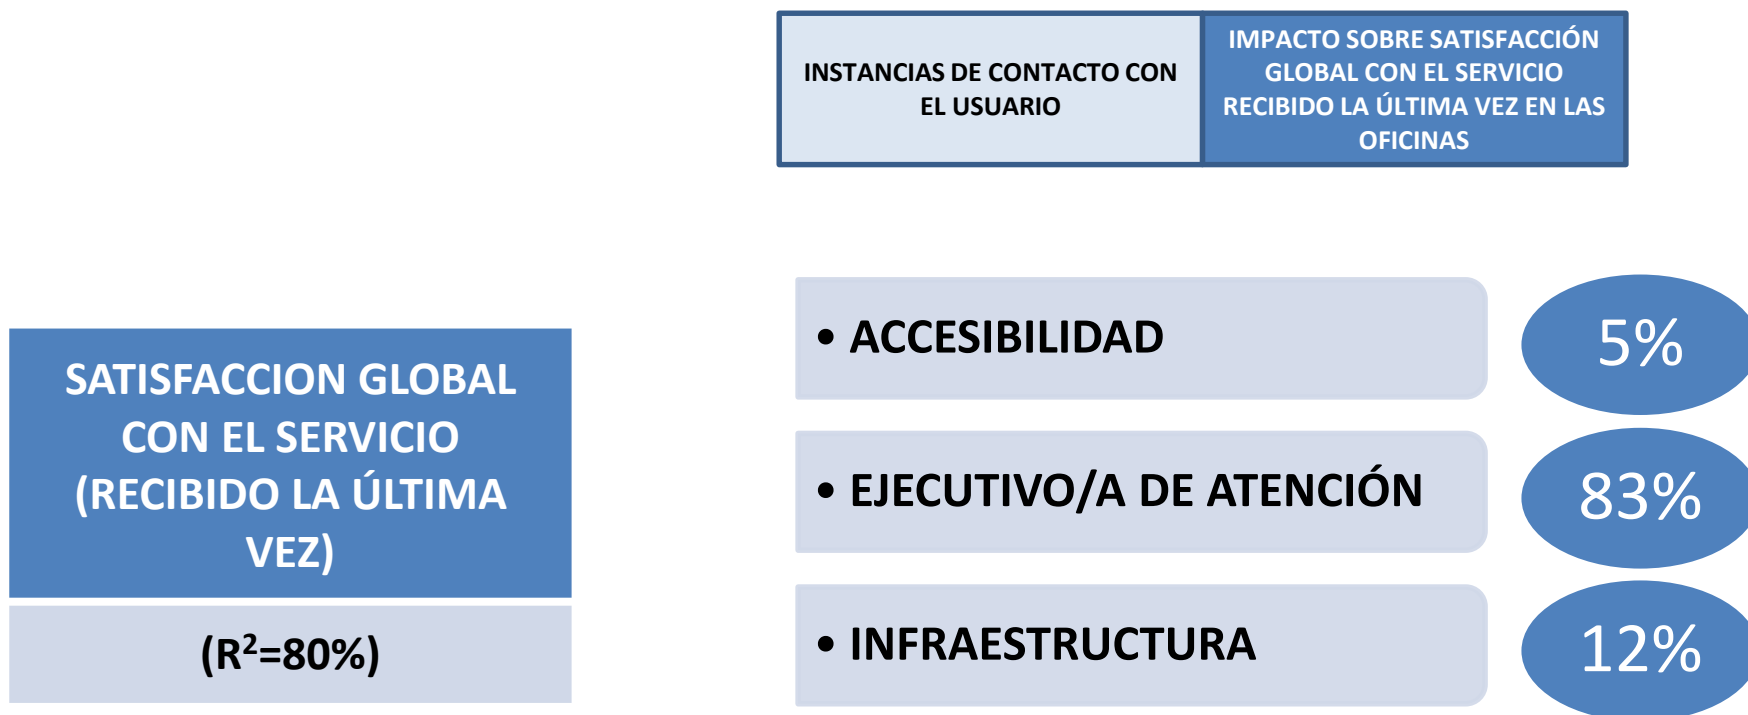 INSTANCIAS DE CONTACTO CON
EL USUARIO
IMPACTO SOBRE SATISFACCIÓN
GLOBAL CON EL SERVICIO
RECIBIDO LA ÚLTIMA VEZ EN LAS
OFICINAS
SATISFACCION GLOBAL
CON EL SERVICIO
(RECIBIDO LA ÚLTIMA
VEZ)
(R²=80%)
• ACCESIBILIDAD
5%
• EJECUTIVO/A DE ATENCIÓN
83%
• INFRAESTRUCTURA
12%